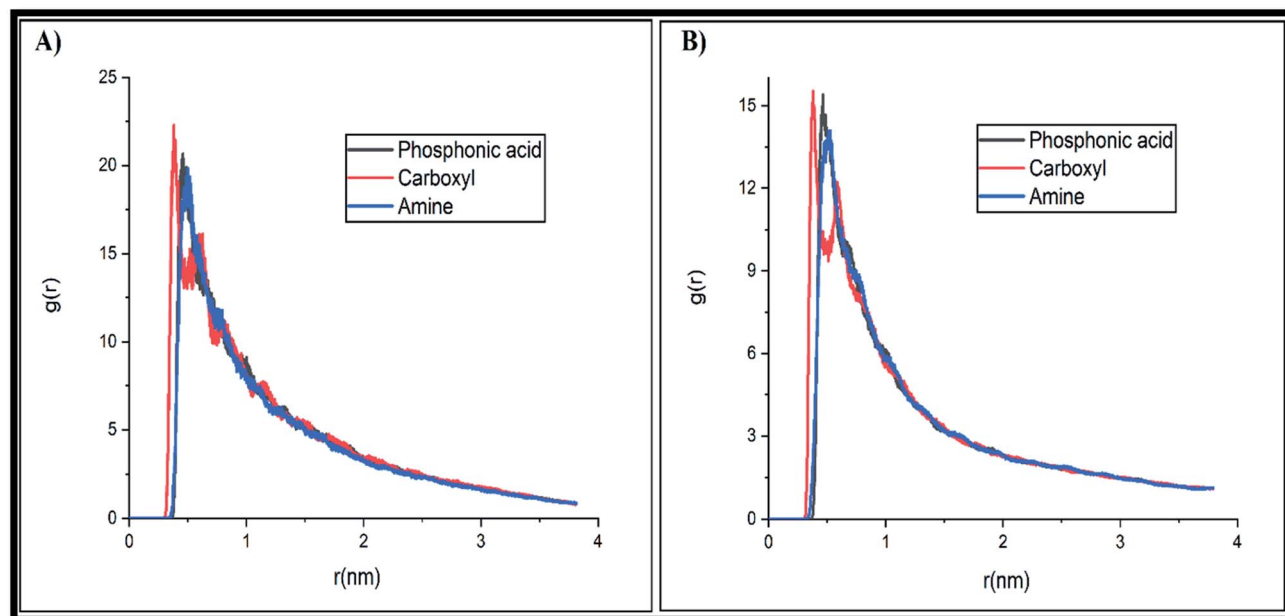 A)
25
20
15
10
5
0
g(r)
Phosphonic acid
Carboxyl
Amine
0 1 2 3 4
r(nm)
B)
15
12
9
6
3
0
g(r)
Phosphonic acid
Carboxyl
Amine
0 1 2 3 4
r(nm)